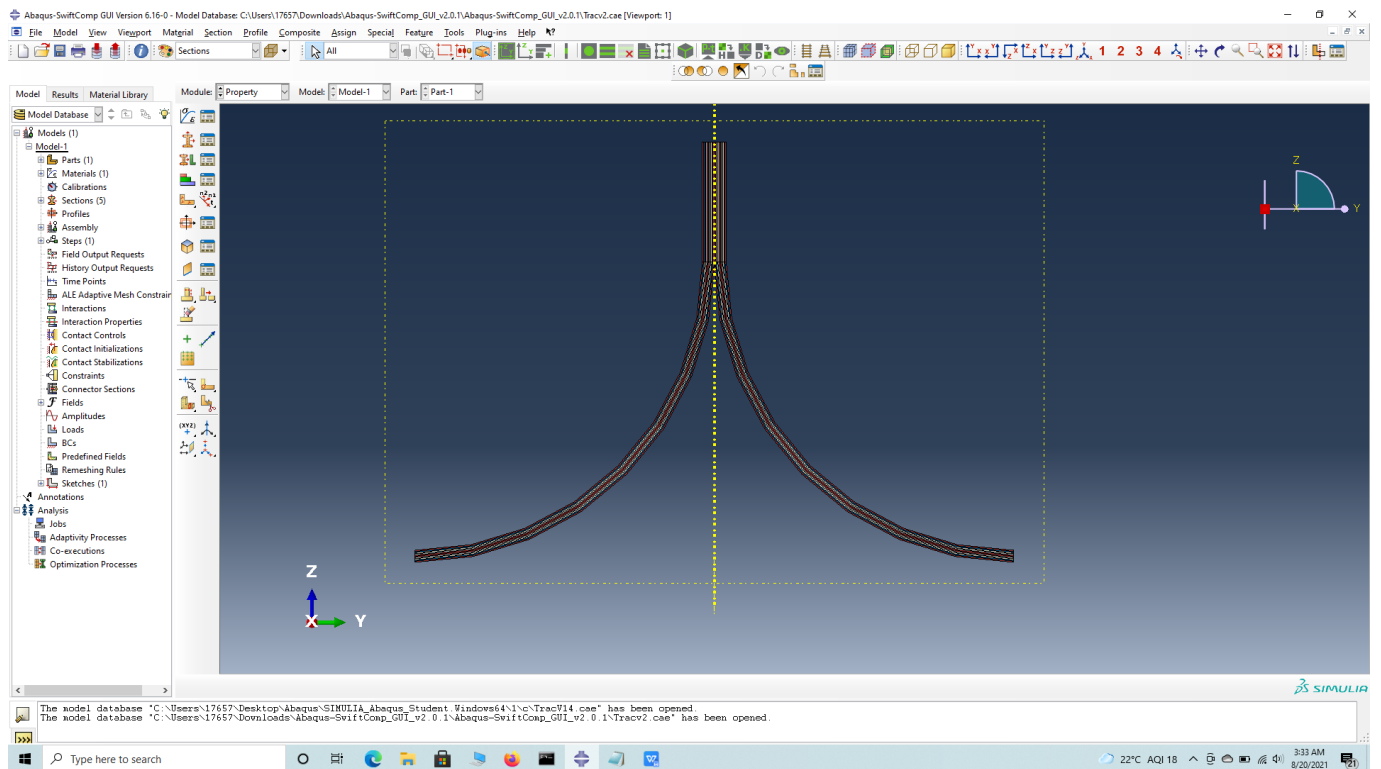 Abaqus-SwiftComp GUI Version 6.16-0 - Model Database: C:\Users\17657\Downloads\Abaqus-SwiftComp_GUI_v2.0.1\Abaqus-SwiftComp_GUI_v2.0.1\Tracv2.cae [Viewport: 1]
File Model View Viewport Material Section Profile Composite Assign Special Feature Tools Plug-ins Help
Sections All 1 2 3 4
Model Results Material Library Module: Property Model: Model-1 Part: Part-1
Model Database
Models (1)
Model-1
Parts (1)
Materials (1)
Calibrations
Sections (5)
Profiles
Assembly
Steps (1)
Field Output Requests
History Output Requests
Time Points
ALE Adaptive Mesh Constrair
Interactions
Interaction Properties
Contact Controls
Contact Initializations
Contact Stabilizations
Constraints
Connector Sections
Fields
Amplitudes
Loads
BCs
Predefined Fields
Remeshing Rules
Sketches (1)
Annotations
Analysis
Jobs
Adaptivity Processes
Co-executions
Optimization Processes
(XYZ)
Z
X Y
Z
X Y
SIMULIA
The model database "C:\Users\17657\Desktop\Abaqus\SIMULIA_Abaqus_Student.Windows64\1\c\TracV14.cae" has been opened.
The model database "C:\Users\17657\Downloads\Abaqus-SwiftComp_GUI_v2.0.1\Abaqus-SwiftComp_GUI_v2.0.1\Tracv2.cae" has been opened.
>>>
Type here to search
22°C AQI 18
3:33 AM
8/20/2021
21